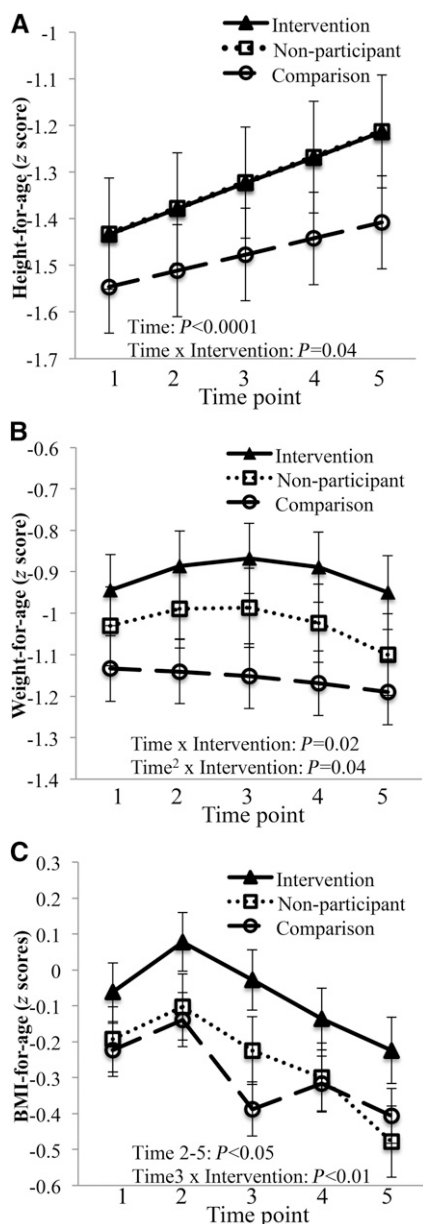 A
-1
-1.1
-1.2
-1.3
-1.4
-1.5
-1.6
-1.7
Height-for-age (z score)
Intervention
Non-participant
Comparison
Time: P<0.0001
Time x Intervention: P=0.04
1 2 3 4 5
Time point
B
-0.6
-0.7
-0.8
-0.9
-1
-1.1
-1.2
-1.3
-1.4
Weight-for-age (z score)
Intervention
Non-participant
Comparison
Time x Intervention: P=0.02
Time² x Intervention: P=0.04
1 2 3 4 5
Time point
C
0.3
0.2
0.1
0
-0.1
-0.2
-0.3
-0.4
-0.5
-0.6
BMI-for-age (z scores)
Intervention
Non-participant
Comparison
Time 2-5: P<0.05
Time3 x Intervention: P<0.01
1 2 3 4 5
Time point